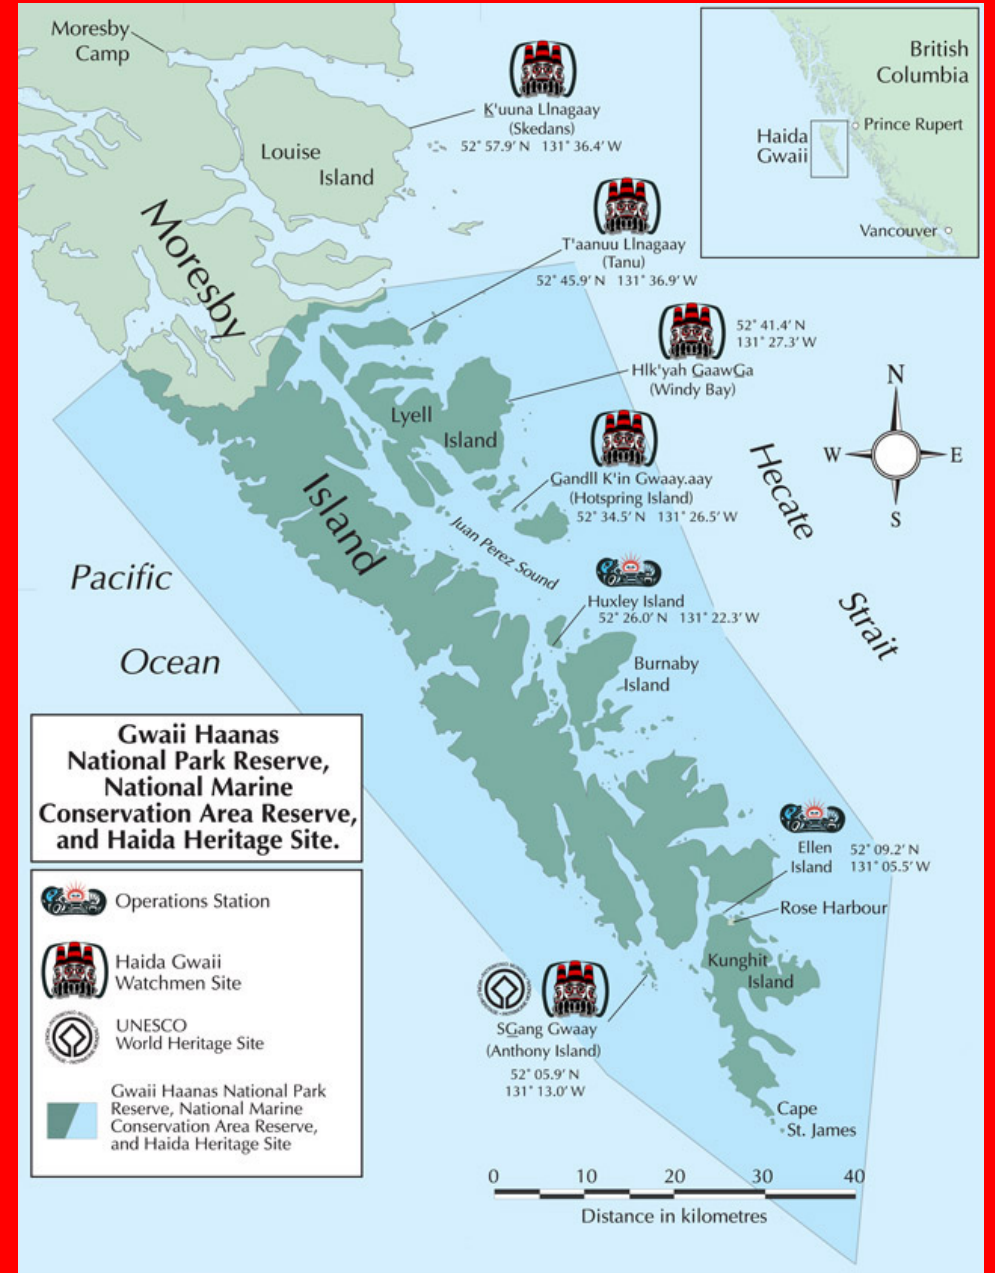 Moresby
Camp
K'uuna Llnagaay
(Skedans)
52˚ 57.9' N   131˚ 36.4' W
Louise
Island
British
Columbia
Prince Rupert
Haida
Gwaii
Vancouver
Moresby
Island
T'aanuu Llnagaay
(Tanu)
52˚ 45.9' N   131˚ 36.9' W
52˚ 41.4' N
131˚ 27.3' W
Hlk'yah GaawGa
(Windy Bay)
Lyell
Island
Gandll K'in Gwaay.aay
(Hotspring Island)
52˚ 34.5' N   131˚ 26.5' W
N
W
E
S
Hecate
Strait
Juan Perez Sound
Pacific
Ocean
Huxley Island
52˚ 26.0' N   131˚ 22.3' W
Burnaby
Island
Gwaii Haanas
National Park Reserve,
National Marine
Conservation Area Reserve,
and Haida Heritage Site.
Ellen
Island
52˚ 09.2' N
131˚ 05.5' W
Rose Harbour
Operations Station
Haida Gwaii
Watchmen Site
UNESCO
World Heritage Site
Gwaii Haanas National Park
Reserve, National Marine
Conservation Area Reserve,
and Haida Heritage Site
Kunghit
Island
SGang Gwaay
(Anthony Island)
52˚ 05.9' N
131˚ 13.0' W
Cape
St. James
0 10 20 30 40
Distance in kilometres